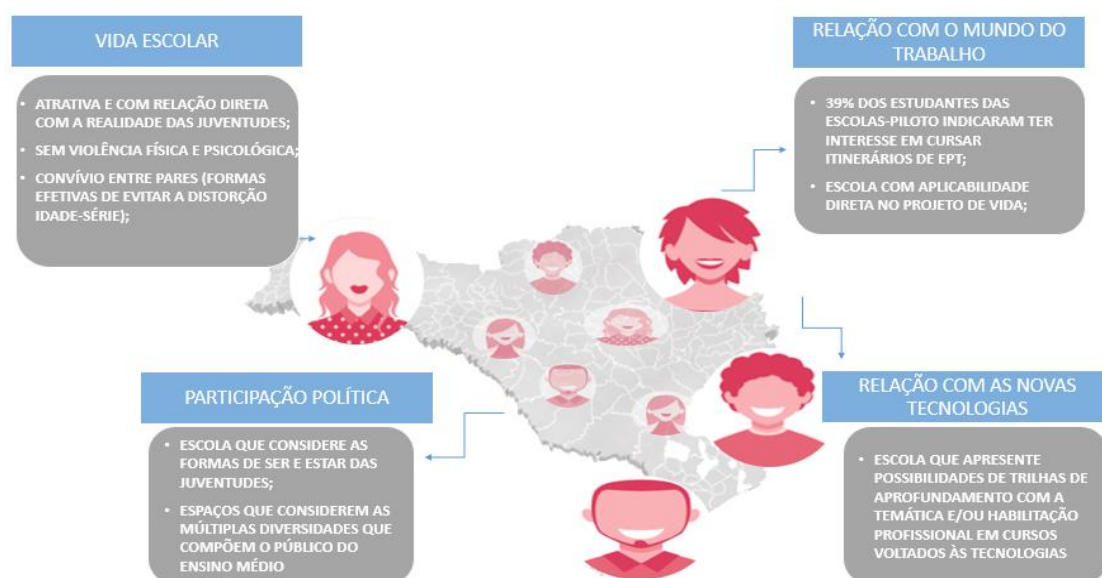 VIDA ESCOLAR
• ATRATIVA E COM RELAÇÃO DIRETA
COM A REALIDADE DAS JUVENTUDES;
• SEM VIOLÊNCIA FÍSICA E PSICOLÓGICA;
• CONVÍVIO ENTRE PARES (FORMAS
EFETIVAS DE EVITAR A DISTORÇÃO
IDADE-SÉRIE);
RELAÇÃO COM O MUNDO DO
TRABALHO
• 39% DOS ESTUDANTES DAS
ESCOLAS-PILOTO INDICARAM TER
INTERESSE EM CURSAR
ITINERÁRIOS DE EPT;
• ESCOLA COM APLICABILIDADE
DIRETA NO PROJETO DE VIDA;
PARTICIPAÇÃO POLÍTICA
• ESCOLA QUE CONSIDERE AS
FORMAS DE SER E ESTAR DAS
JUVENTUDES;
• ESPAÇOS QUE CONSIDEREM AS
MÚLTIPLAS DIVERSIDADES QUE
COMPÕEM O PÚBLICO DO
ENSINO MÉDIO
RELAÇÃO COM AS NOVAS
TECNOLOGIAS
• ESCOLA QUE APRESENTE
POSSIBILIDADES DE TRILHAS DE
APROFUNDAMENTO COM A
TEMÁTICA E/OU HABILITAÇÃO
PROFISSIONAL EM CURSOS
VOLTADOS ÀS TECNOLOGIAS